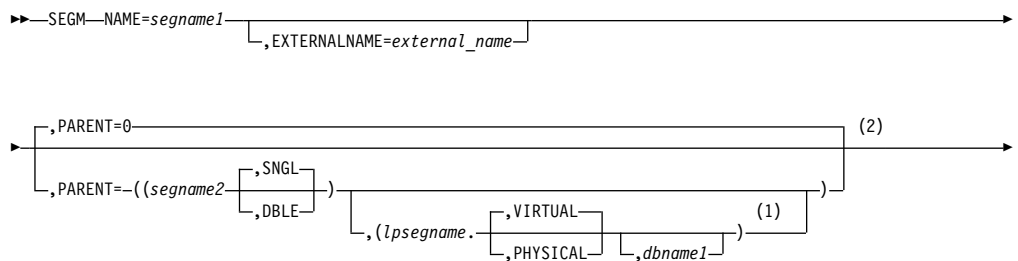 SEGM NAME=segname1
,EXTERNALNAME=external_name
,PARENT=0 (2)
,SNGL
,PARENT= ((segname2 ) )
,DBLE
,VIRTUAL (1)
,(lpsegname. )
,PHYSICAL ,dbname1